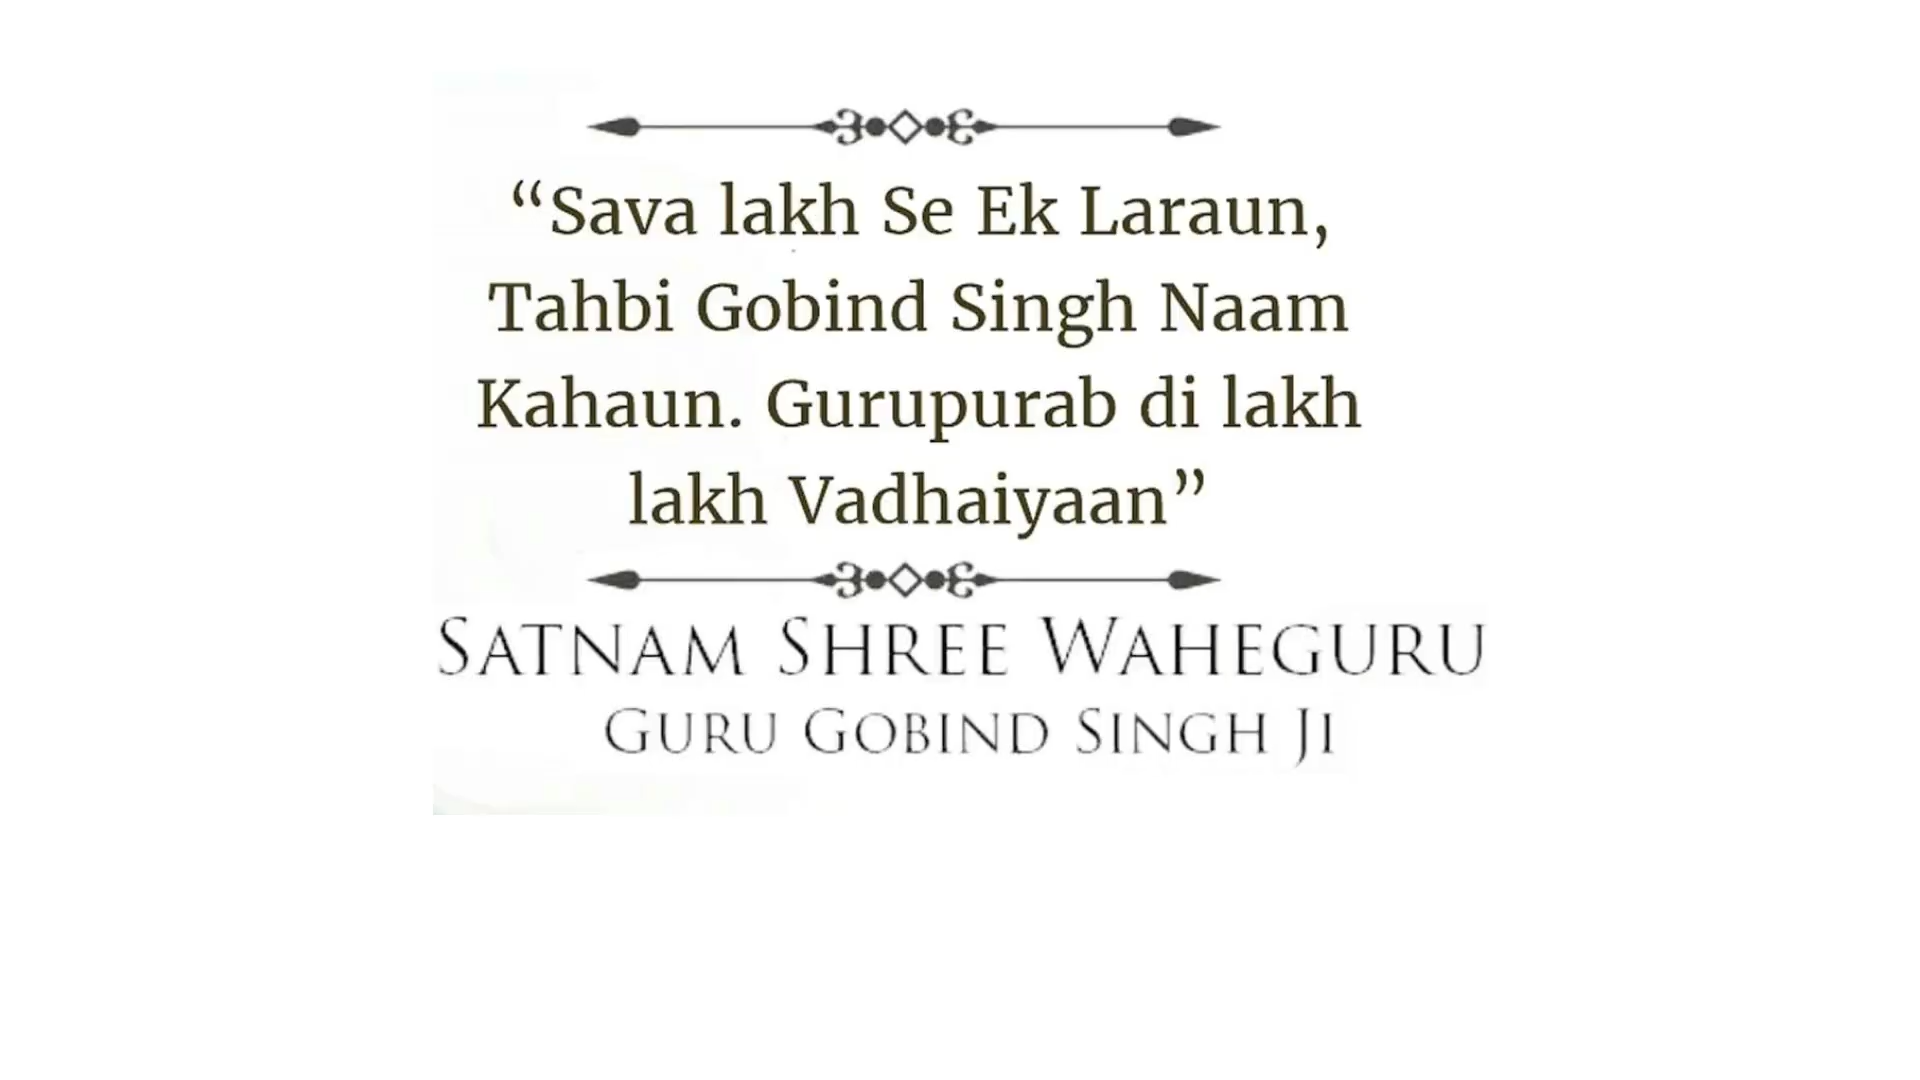 “Sava lakh Se Ek Laraun,
Tahbi Gobind Singh Naam
Kahaun. Gurupurab di lakh
lakh Vadhaiyaan”
SATNAM SHREE WAHEGURU
GURU GOBIND SINGH JI